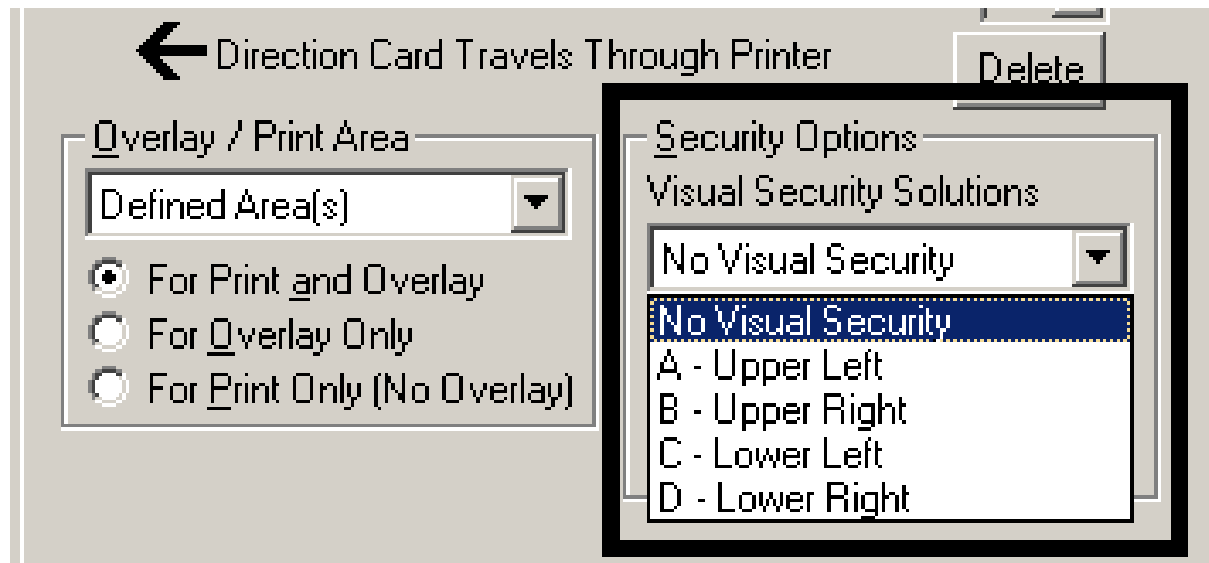 Direction Card Travels Through Printer
Delete
Overlay / Print Area
Defined Area(s)
For Print and Overlay
For Overlay Only
For Print Only (No Overlay)
Security Options
Visual Security Solutions
No Visual Security
No Visual Security
A - Upper Left
B - Upper Right
C - Lower Left
D - Lower Right